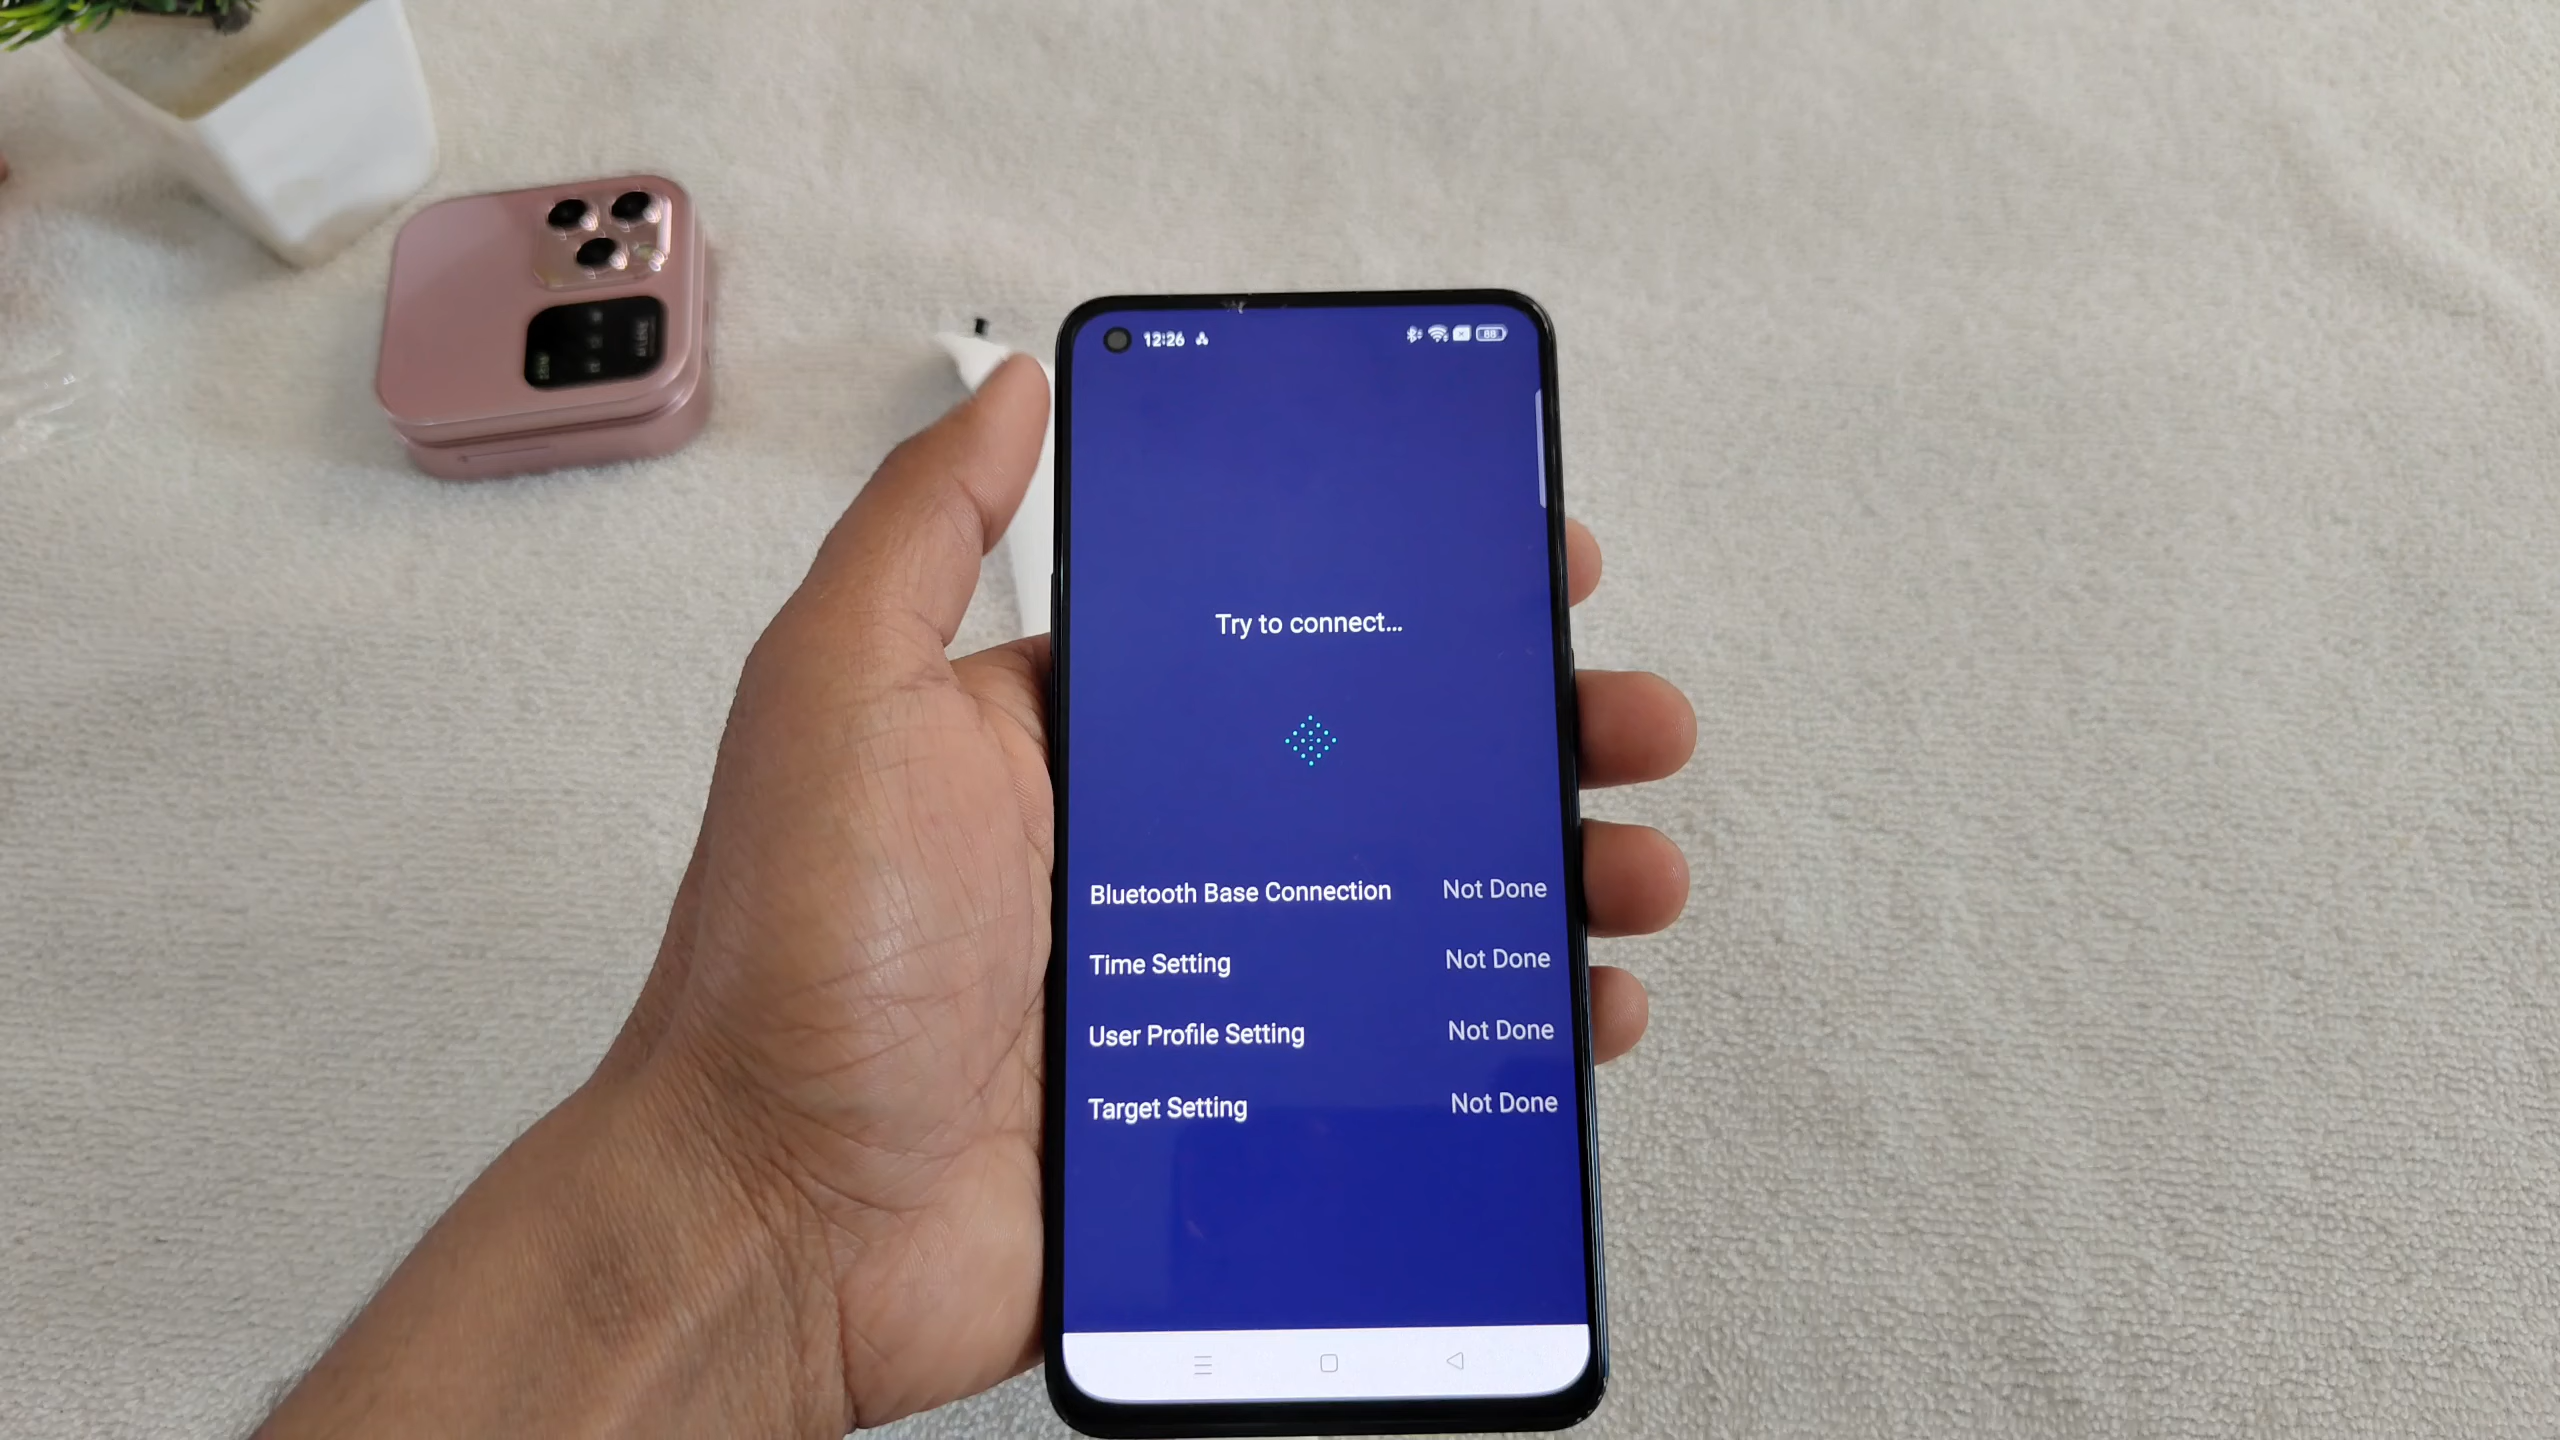 12:26
88
Try to connect...
Bluetooth Base Connection Not Done
Time Setting Not Done
User Profile Setting Not Done
Target Setting Not Done